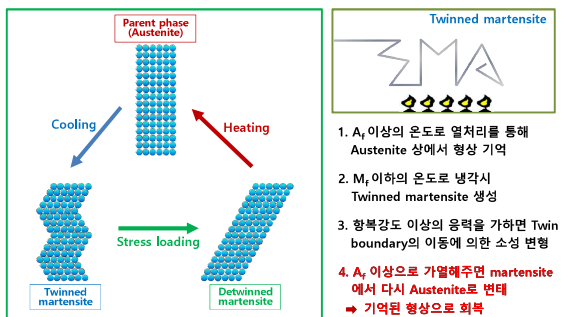 Parent phase
(Austenite)
Cooling
Heating
Stress loading
Twinned
martensite
Detwinned
martensite
Twinned martensite
SMA
1. Af 이상의 온도로 열처리를 통해
Austenite 상에서 형상 기억
2. Mf 이하의 온도로 냉각시
Twinned martensite 생성
3. 항복강도 이상의 응력을 가하면 Twin
boundary의 이동에 의한 소성 변형
4. Af 이상으로 가열해주면 martensite
에서 다시 Austenite로 변태
➡ 기억된 형상으로 회복